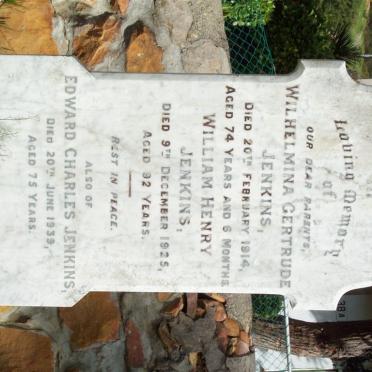 Loving Memory
of
OUR DEAR PARENTS,
WILHELMINA GERTRUDE
JENKINS,
DIED 20TH FEBRUARY 1914,
AGED 74 YEARS AND 6 MONTHS.
WILLIAM HENRY
JENKINS,
DIED 9TH DECEMBER 1925,
AGED 92 YEARS.
REST IN PEACE.
ALSO OF
EDWARD CHARLES JENKINS,
DIED 20TH JUNE 1939,
AGED 75 YEARS.